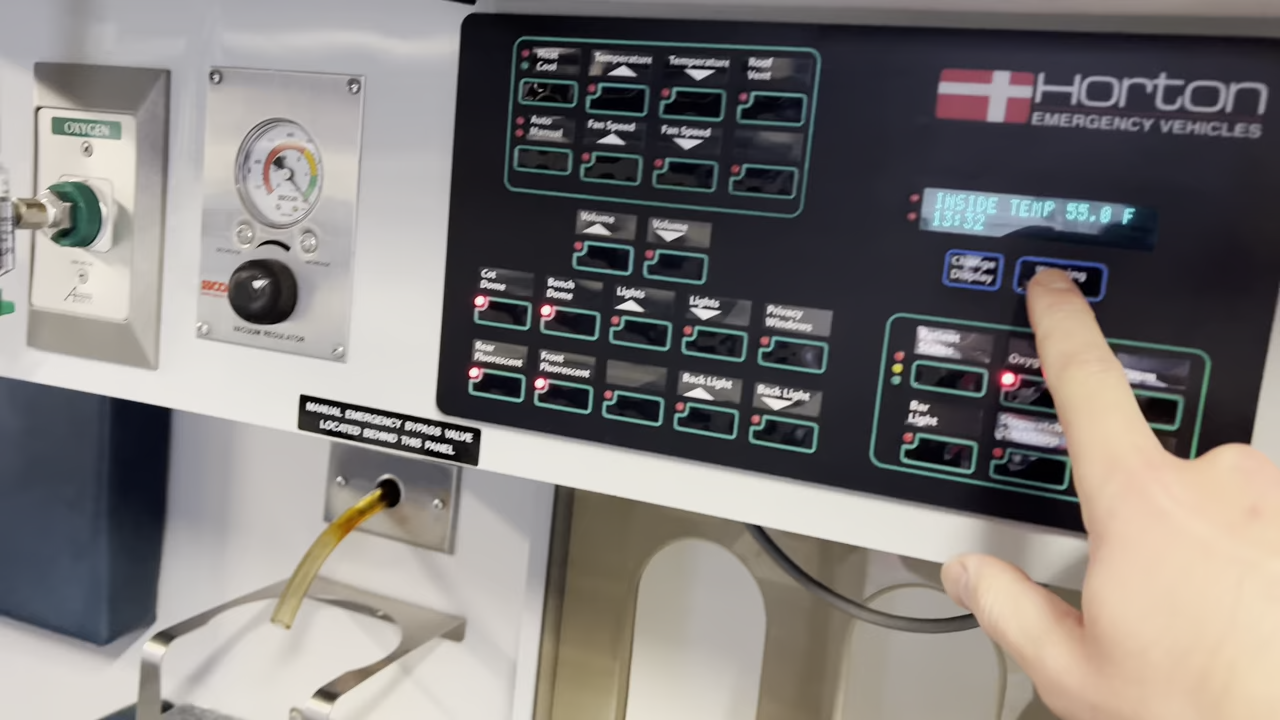 OXYGEN
VACUUM REGULATOR
MANUAL EMERGENCY BYPASS VALVE
LOCATED BEHIND THIS PANEL
Heat
Cool
Temperature
Temperature
Roof
Vent
Auto
Manual
Fan Speed
Fan Speed
Volume
Volume
Cot
Dome
Bench
Dome
Lights
Lights
Privacy
Windows
Rear
Fluorescent
Front
Fluorescent
Back Light
Back Light
Horton
EMERGENCY VEHICLES
INSIDE TEMP 55.0 F
13:32
Change
Display
Patient
Bar
Light